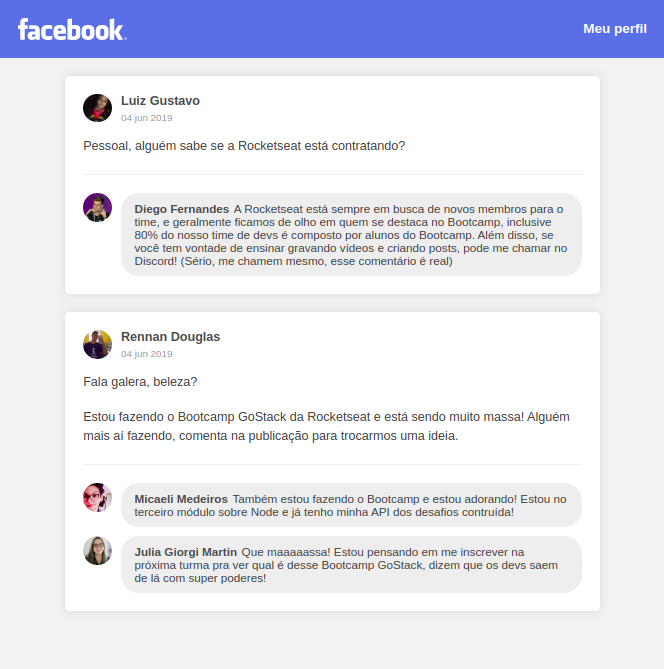 facebook.
Meu perfil
Luiz Gustavo
04 jun 2019
Pessoal, alguém sabe se a Rocketseat está contratando?
Diego Fernandes A Rocketseat está sempre em busca de novos membros para o
time, e geralmente ficamos de olho em quem se destaca no Bootcamp, inclusive
80% do nosso time de devs é composto por alunos do Bootcamp. Além disso, se
você tem vontade de ensinar gravando vídeos e criando posts, pode me chamar no
Discord! (Sério, me chamem mesmo, esse comentário é real)
Rennan Douglas
04 jun 2019
Fala galera, beleza?
Estou fazendo o Bootcamp GoStack da Rocketseat e está sendo muito massa! Alguém
mais aí fazendo, comenta na publicação para trocarmos uma ideia.
Micaeli Medeiros Também estou fazendo o Bootcamp e estou adorando! Estou no
terceiro módulo sobre Node e já tenho minha API dos desafios contruída!
Julia Giorgi Martin Que maaaaassa! Estou pensando em me inscrever na
próxima turma pra ver qual é desse Bootcamp GoStack, dizem que os devs saem
de lá com super poderes!